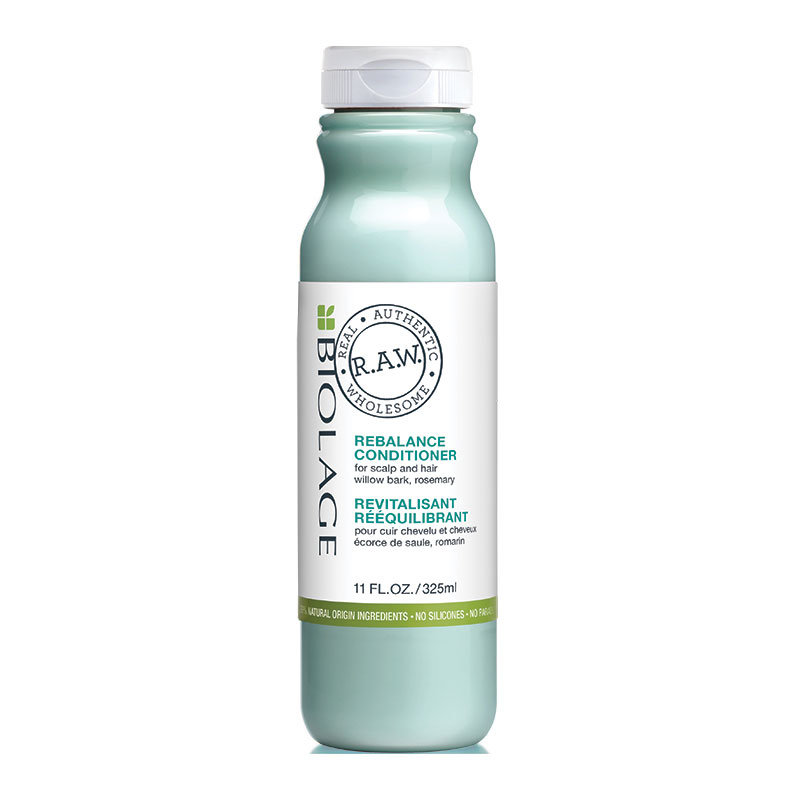 BIOLAGE
REAL • AUTHENTIC • WHOLESOME •
R.A.W.
REBALANCE
CONDITIONER
for scalp and hair
willow bark, rosemary
REVITALISANT
RÉÉQUILIBRANT
pour cuir chevelu et cheveux
écorce de saule, romarin
11 FL.OZ./325ml
NATURAL ORIGIN INGREDIENTS • NO SILICONES • NO